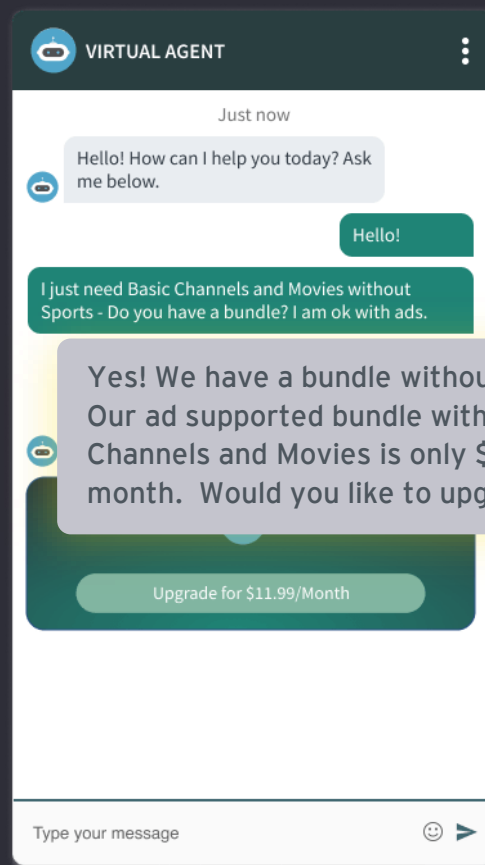 VIRTUAL AGENT
Just now
Hello! How can I help you today? Ask
me below.
Hello!
I just need Basic Channels and Movies without
Sports - Do you have a bundle? I am ok with ads.
Yes! We have a bundle withou
Our ad supported bundle with
Channels and Movies is only $
month. Would you like to upg
Upgrade for $11.99/Month
Type your message